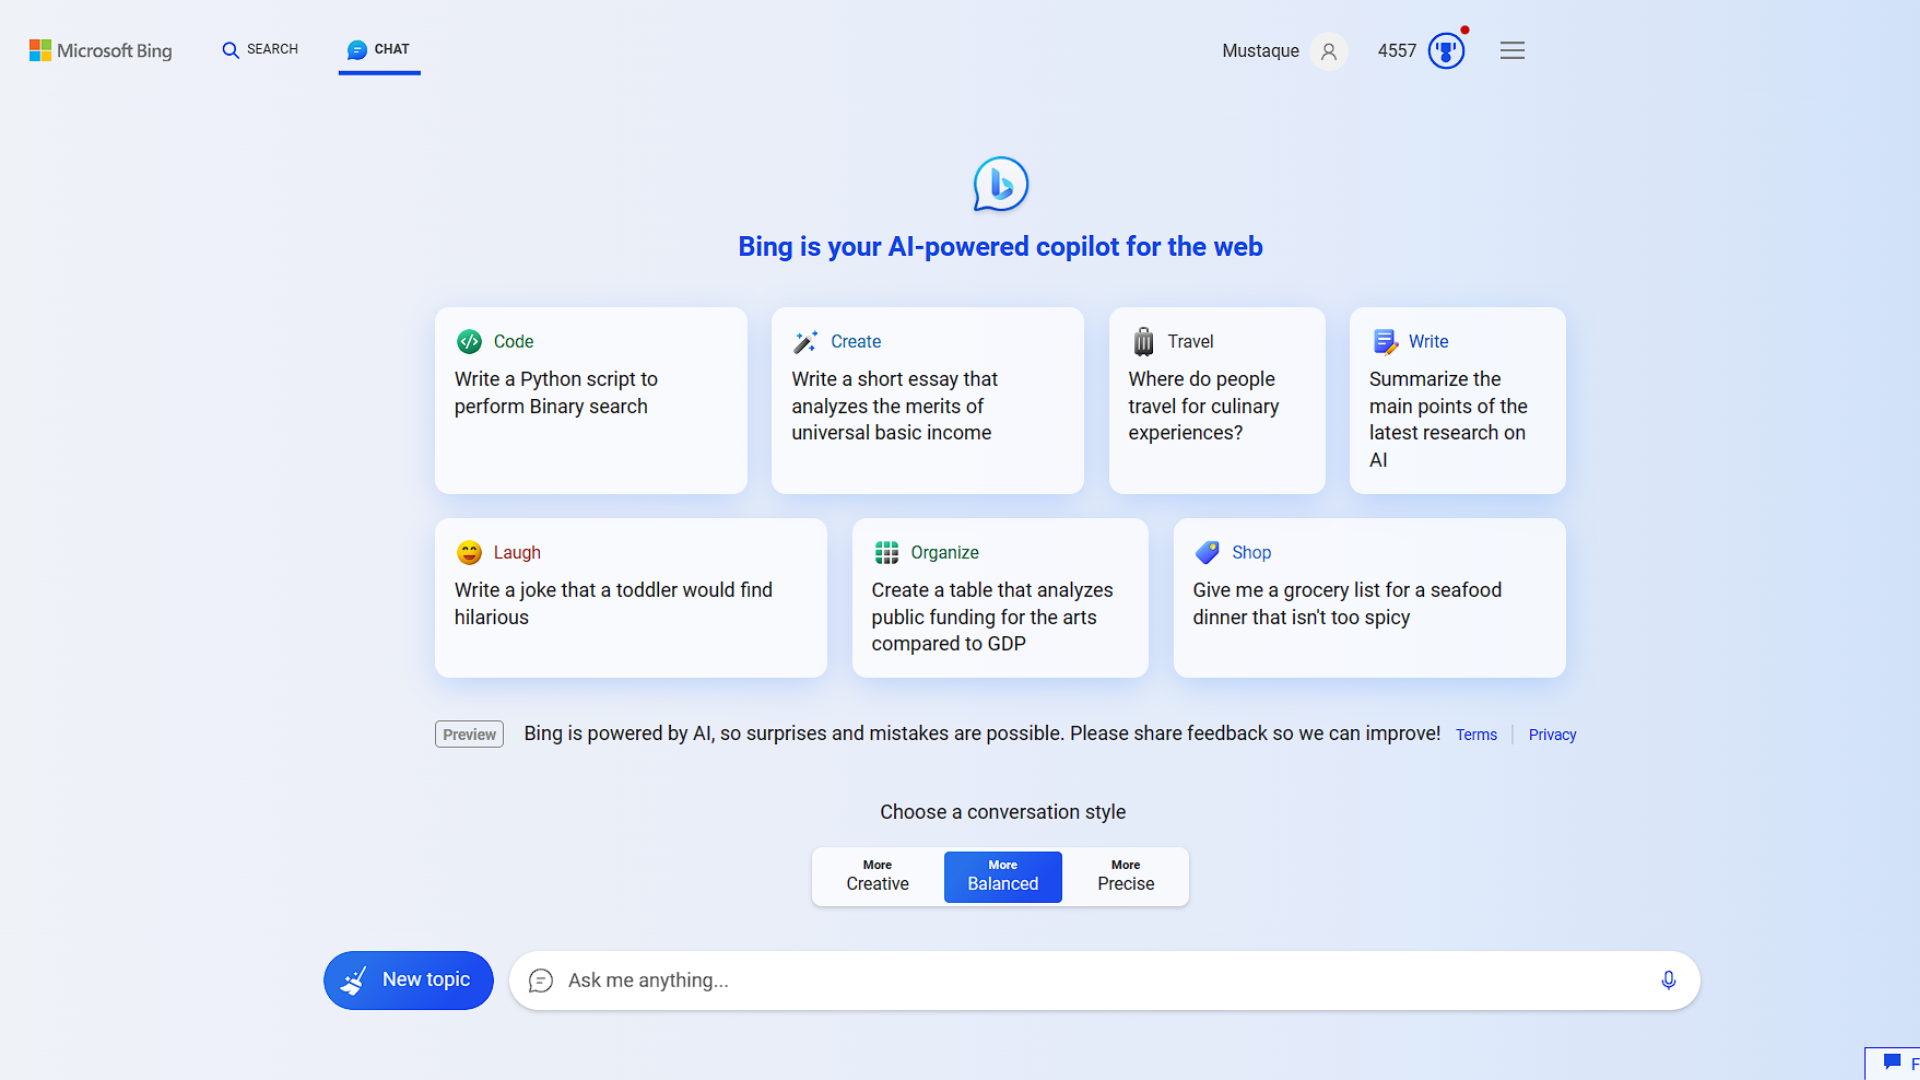 Microsoft Bing
SEARCH
CHAT
Mustaque
4557
Bing is your AI-powered copilot for the web
Code
Write a Python script to
perform Binary search
Create
Write a short essay that
analyzes the merits of
universal basic income
Travel
Where do people
travel for culinary
experiences?
Write
Summarize the
main points of the
latest research on
AI
Laugh
Write a joke that a toddler would find
hilarious
Organize
Create a table that analyzes
public funding for the arts
compared to GDP
Shop
Give me a grocery list for a seafood
dinner that isn't too spicy
Preview
Bing is powered by AI, so surprises and mistakes are possible. Please share feedback so we can improve!
Terms
Privacy
Choose a conversation style
More
Creative
More
Balanced
More
Precise
New topic
Ask me anything...